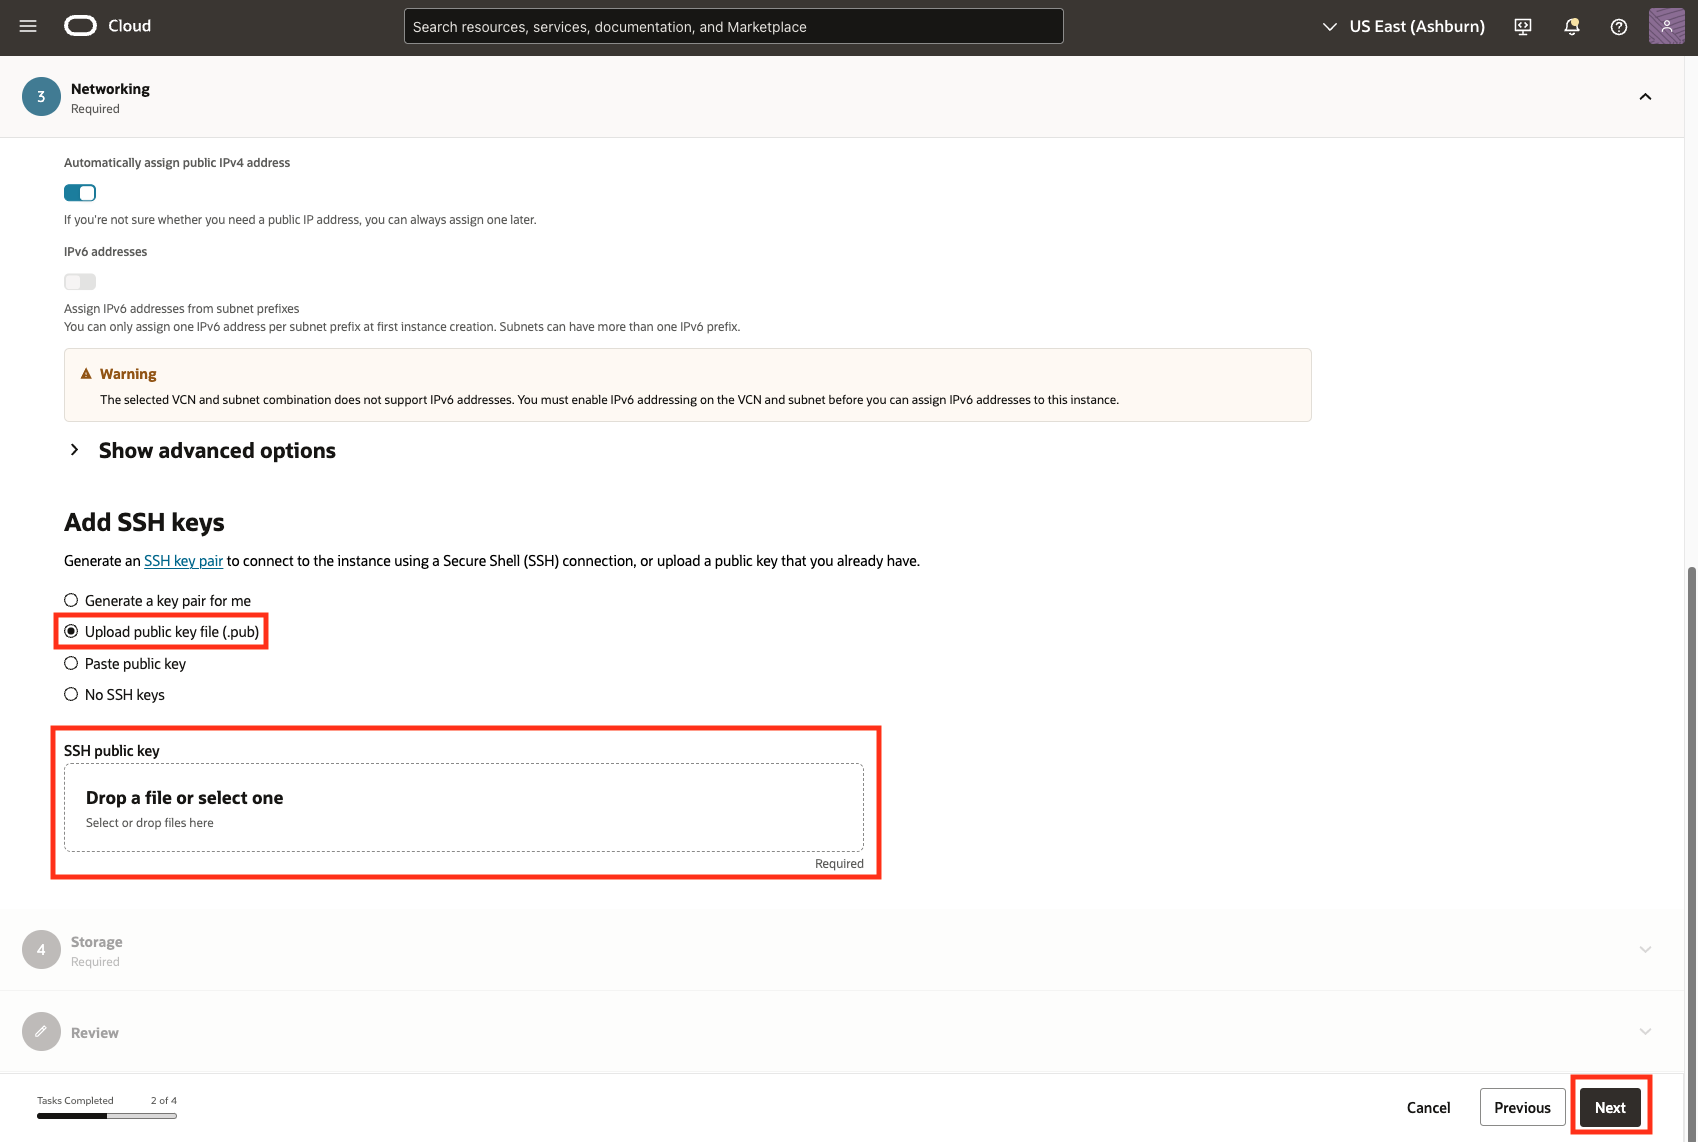 Cloud
Search resources, services, documentation, and Marketplace
US East (Ashburn)
3
Networking
Required
Automatically assign public IPv4 address
If you're not sure whether you need a public IP address, you can always assign one later.
IPv6 addresses
Assign IPv6 addresses from subnet prefixes
You can only assign one IPv6 address per subnet prefix at first instance creation. Subnets can have more than one IPv6 prefix.
Warning
The selected VCN and subnet combination does not support IPv6 addresses. You must enable IPv6 addressing on the VCN and subnet before you can assign IPv6 addresses to this instance.
Show advanced options
Add SSH keys
Generate an SSH key pair to connect to the instance using a Secure Shell (SSH) connection, or upload a public key that you already have.
Generate a key pair for me
Upload public key file (.pub)
Paste public key
No SSH keys
SSH public key
Drop a file or select one
Select or drop files here
Required
4
Storage
Required
Review
Tasks Completed 2 of 4
Cancel
Previous
Next